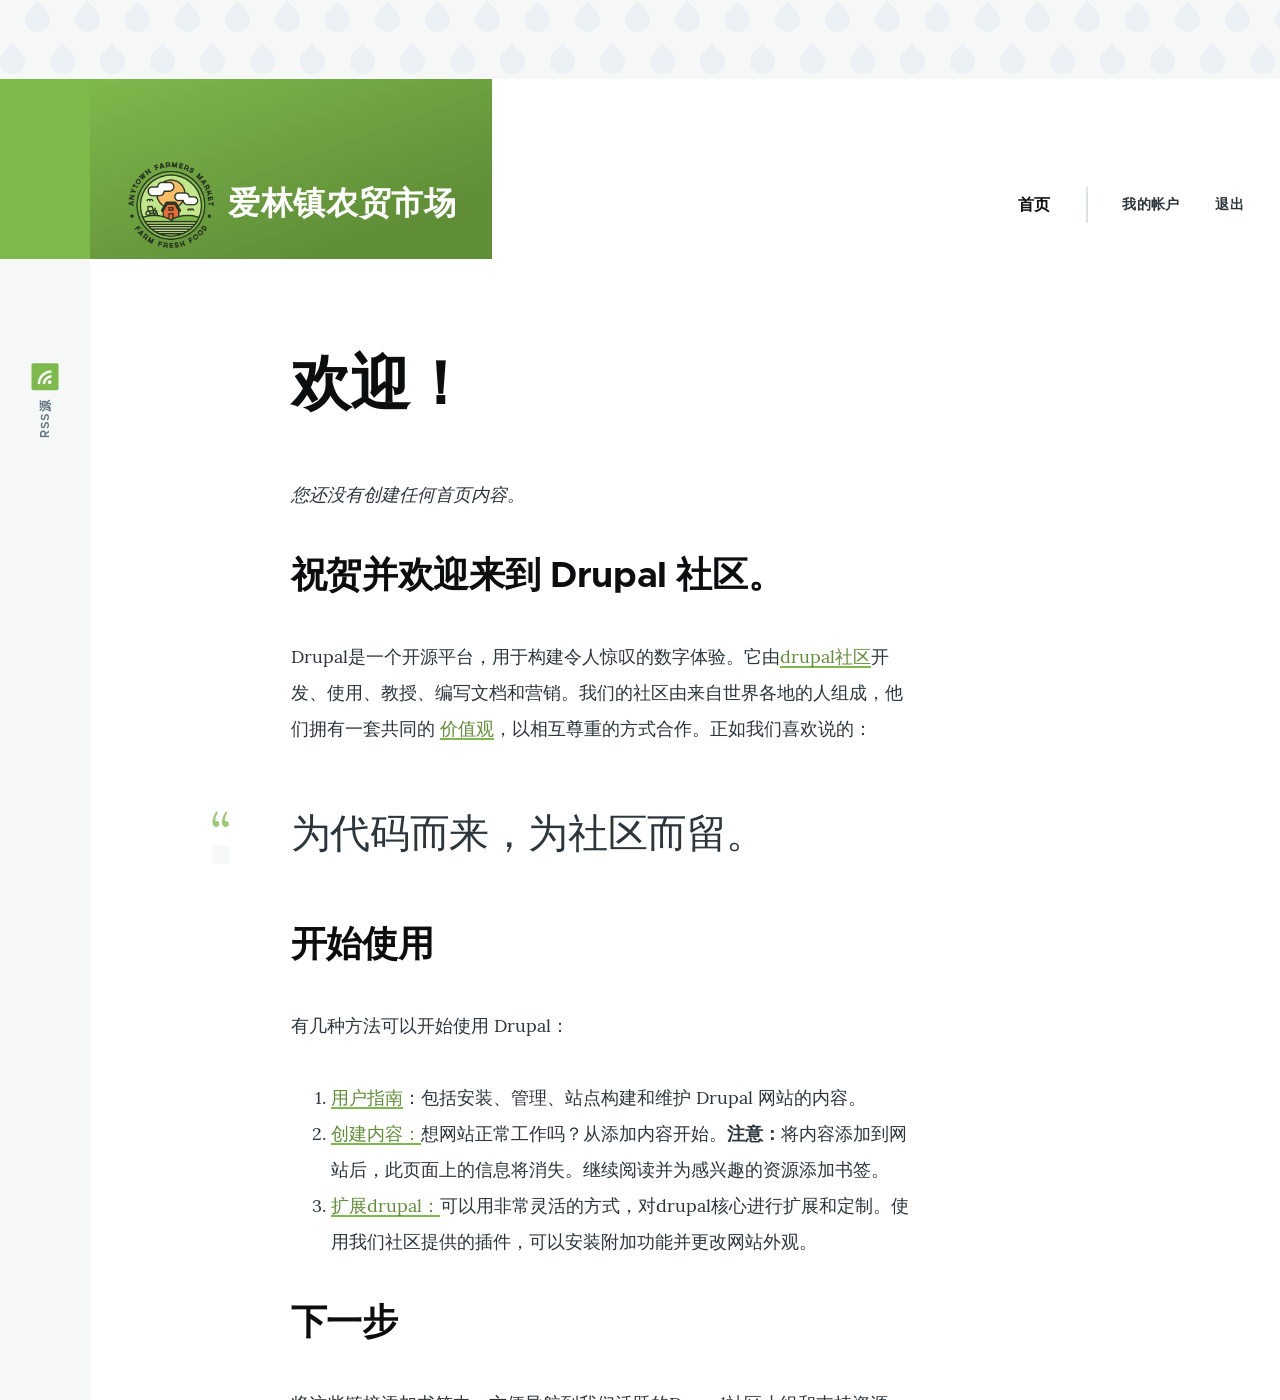 ANYTOWN FARMERS MARKET
FARM FRESH FOOD
爱林镇农贸市场
首页
我的帐户
退出
RSS源
欢迎！
您还没有创建任何首页内容。
祝贺并欢迎来到 Drupal 社区。
Drupal是一个开源平台，用于构建令人惊叹的数字体验。它由drupal社区开
发、使用、教授、编写文档和营销。我们的社区由来自世界各地的人组成，他
们拥有一套共同的 价值观，以相互尊重的方式合作。正如我们喜欢说的：
“
为代码而来，为社区而留。
开始使用
有几种方法可以开始使用 Drupal：
1. 用户指南：包括安装、管理、站点构建和维护 Drupal 网站的内容。
2. 创建内容：想网站正常工作吗？从添加内容开始。注意：将内容添加到网
站后，此页面上的信息将消失。继续阅读并为感兴趣的资源添加书签。
3. 扩展drupal：可以用非常灵活的方式，对drupal核心进行扩展和定制。使
用我们社区提供的插件，可以安装附加功能并更改网站外观。
下一步